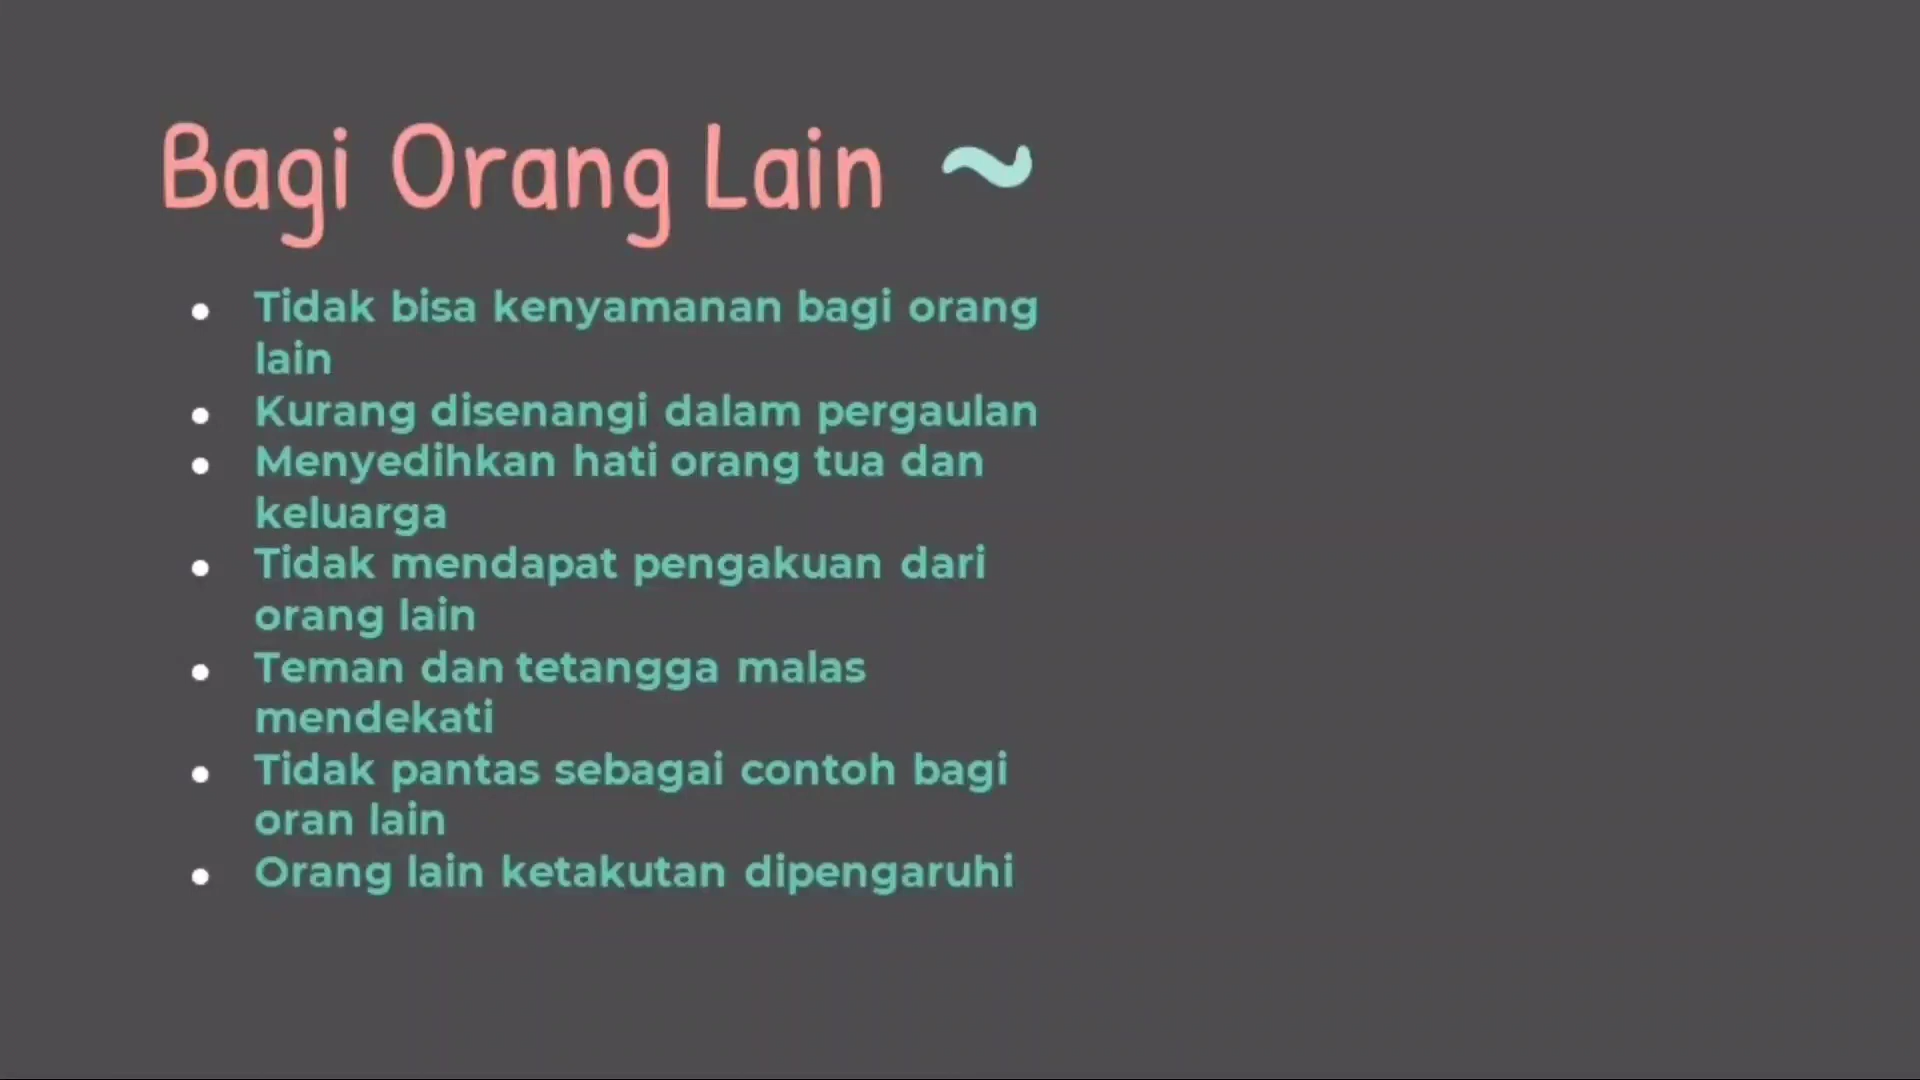 Bagi Orang Lain ~
• Tidak bisa kenyamanan bagi orang
lain
• Kurang disenangi dalam pergaulan
• Menyedihkan hati orang tua dan
keluarga
• Tidak mendapat pengakuan dari
orang lain
• Teman dan tetangga malas
mendekati
• Tidak pantas sebagai contoh bagi
oran lain
• Orang lain ketakutan dipengaruhi